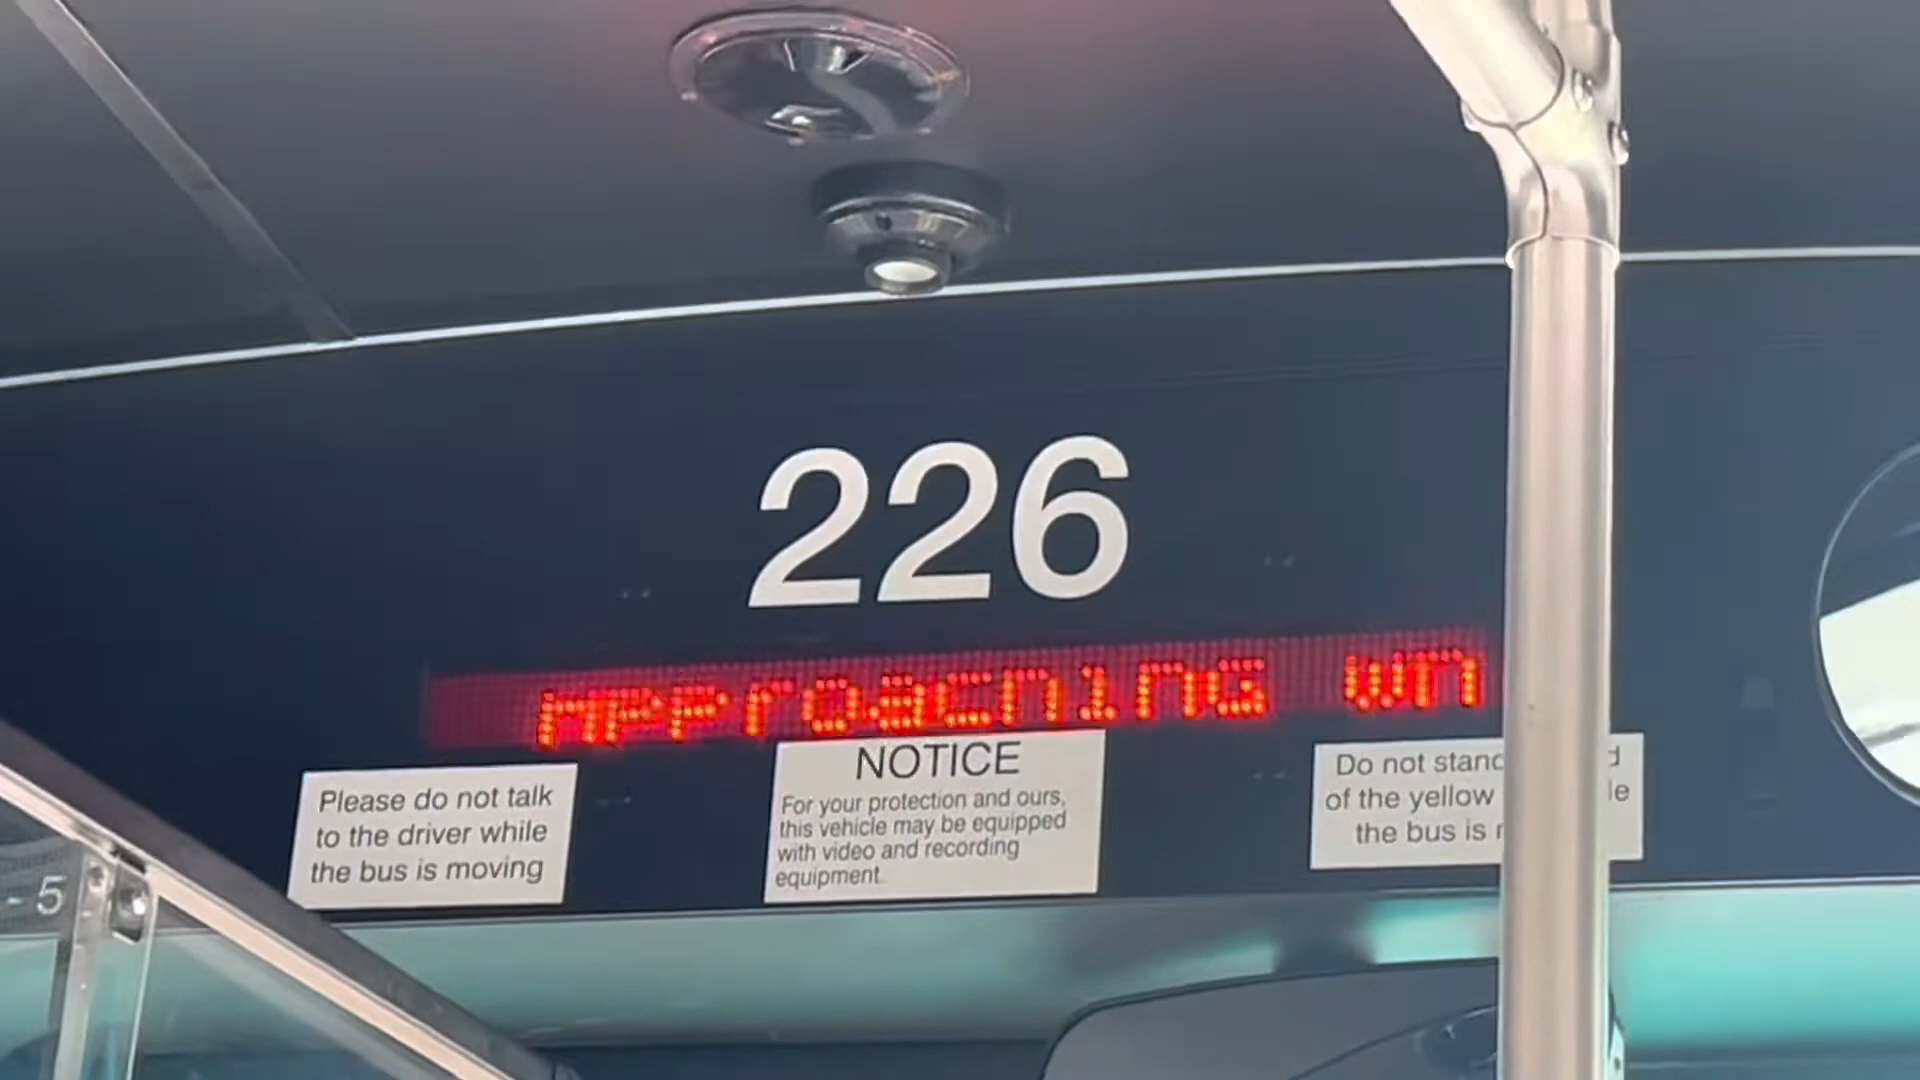 226
Approaching
Please do not talk
to the driver while
the bus is moving
NOTICE
For your protection and ours,
this vehicle may be equipped
with video and recording
equipment.
Do not stand
of the yellow
the bus is
5